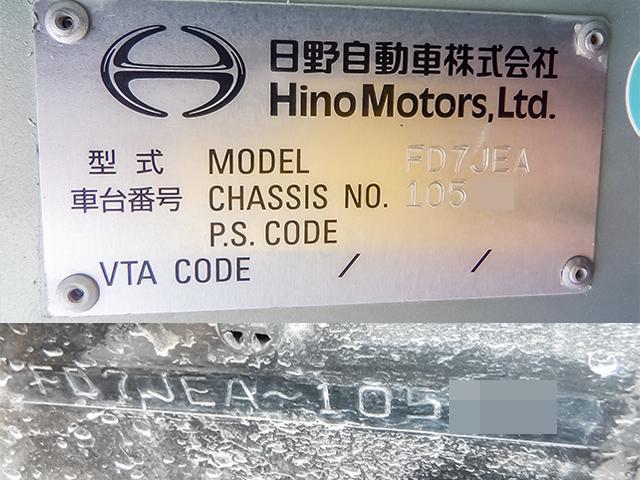 日野自動車株式会社
Hino Motors, Ltd.
型式 MODEL FD7JEA
車台番号 CHASSIS NO. 105
P.S. CODE
VTA CODE / /
FD7JEA~105